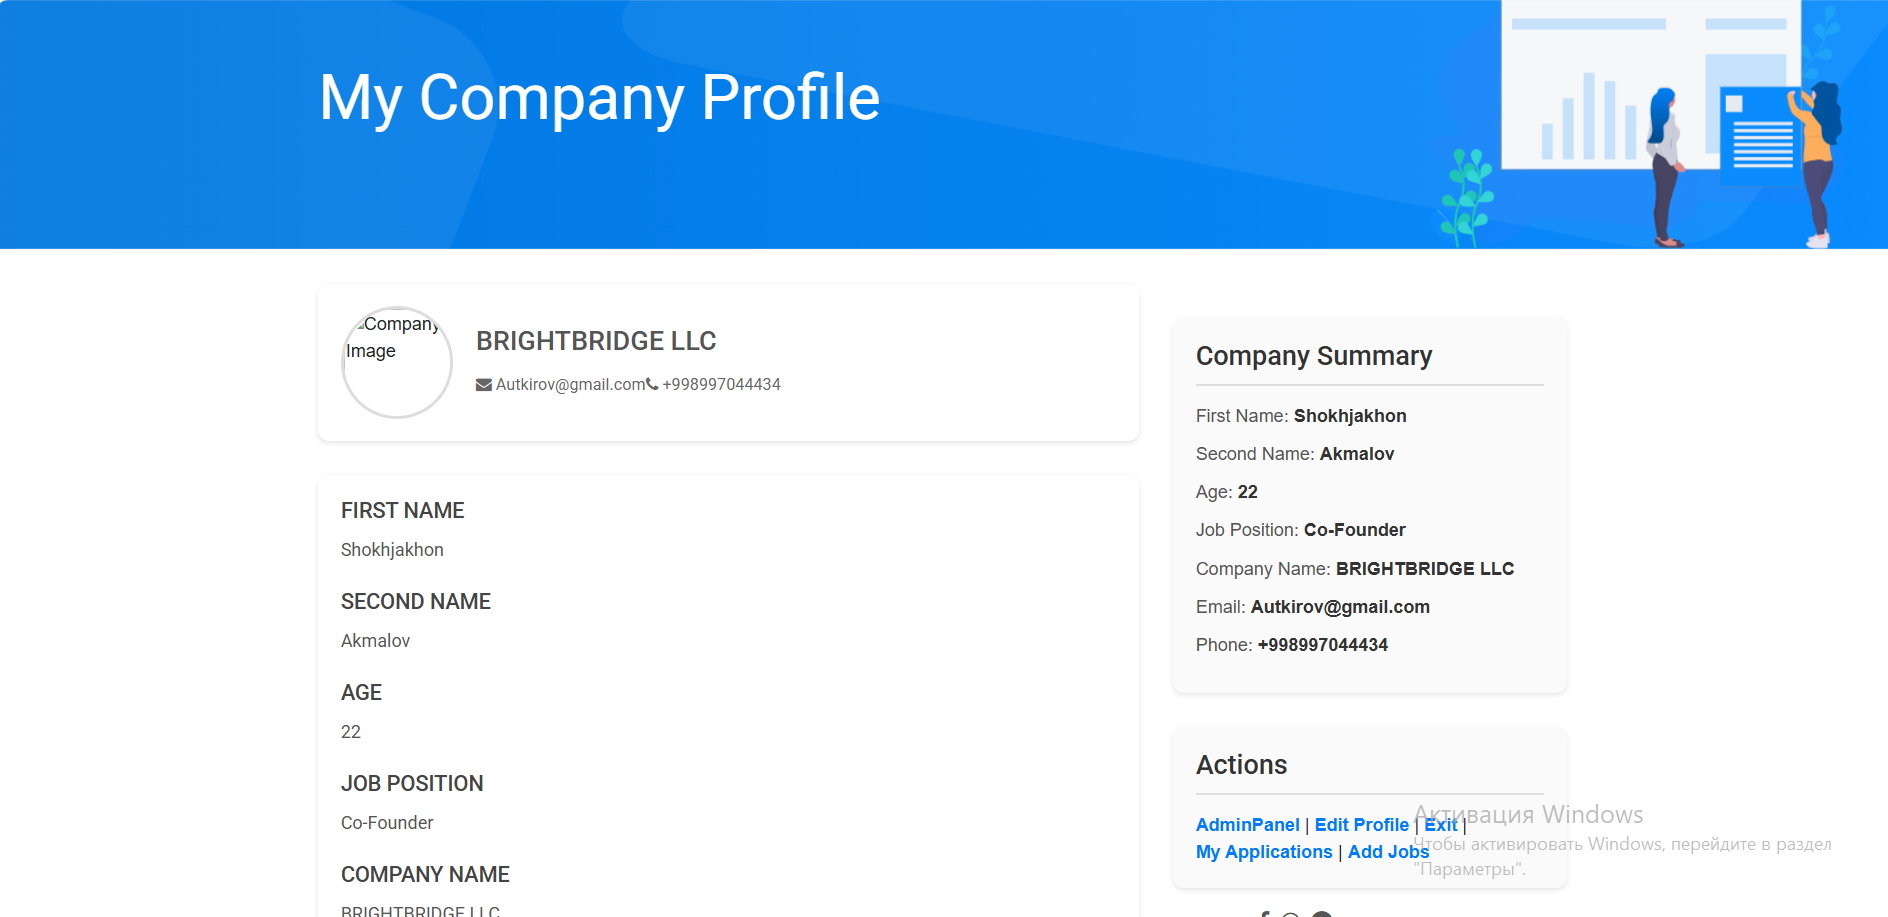 My Company Profile
Company
Image
BRIGHTBRIDGE LLC
Autkirov@gmail.com +998997044434
FIRST NAME
Shokhjakhon
SECOND NAME
Akmalov
AGE
22
JOB POSITION
Co-Founder
COMPANY NAME
BRIGHTBRIDGE LLC
Company Summary
First Name: Shokhjakhon
Second Name: Akmalov
Age: 22
Job Position: Co-Founder
Company Name: BRIGHTBRIDGE LLC
Email: Autkirov@gmail.com
Phone: +998997044434
Actions
AdminPanel | Edit Profile | Exit |
My Applications | Add Jobs
Активация Windows
Чтобы активировать Windows, перейдите в раздел
"Параметры".